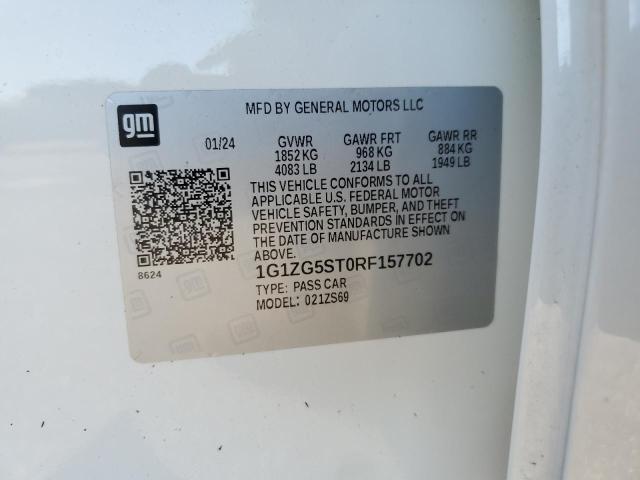 gm
MFD BY GENERAL MOTORS LLC
01/24 GVWR GAWR FRT GAWR RR
1852 KG 968 KG 884 KG
4083 LB 2134 LB 1949 LB
THIS VEHICLE CONFORMS TO ALL
APPLICABLE U.S. FEDERAL MOTOR
VEHICLE SAFETY, BUMPER, AND THEFT
PREVENTION STANDARDS IN EFFECT ON
THE DATE OF MANUFACTURE SHOWN
ABOVE.
8624
1G1ZG5ST0RF157702
TYPE: PASS CAR
MODEL: 021ZS69